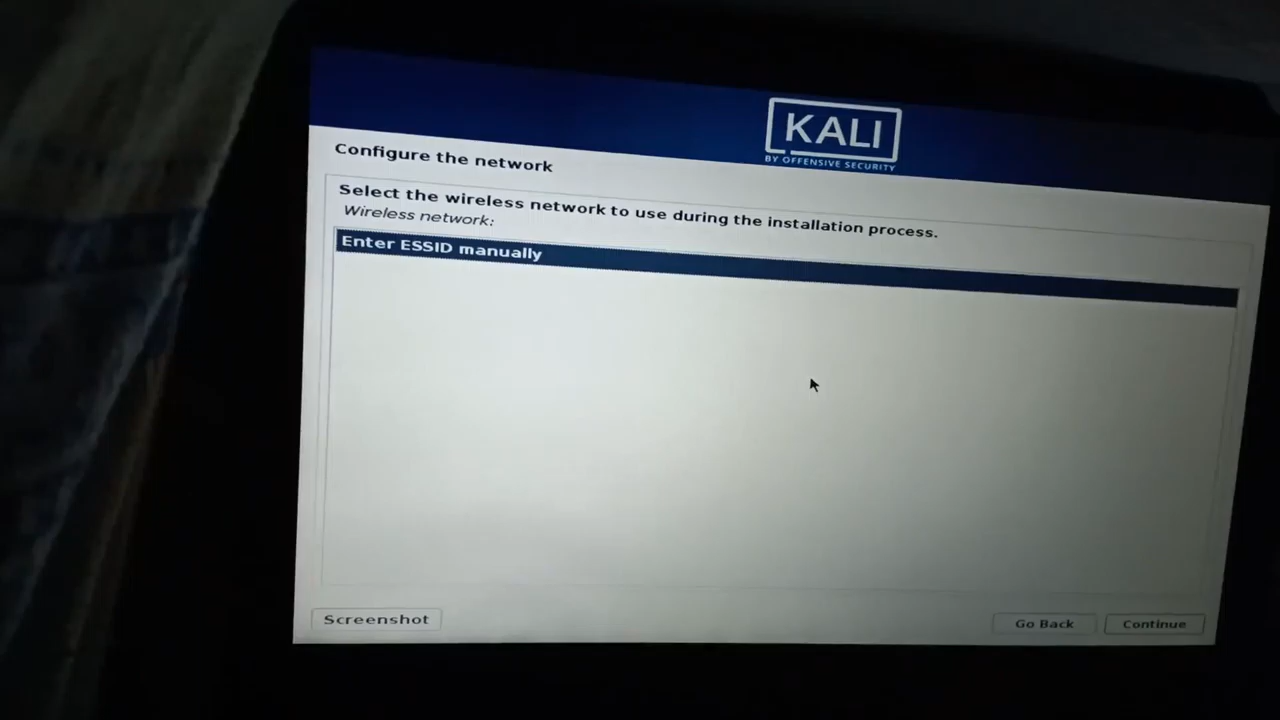 KALI
BY OFFENSIVE SECURITY
Configure the network
Select the wireless network to use during the installation process.
Wireless network:
Enter ESSID manually
Screenshot
Go Back
Continue